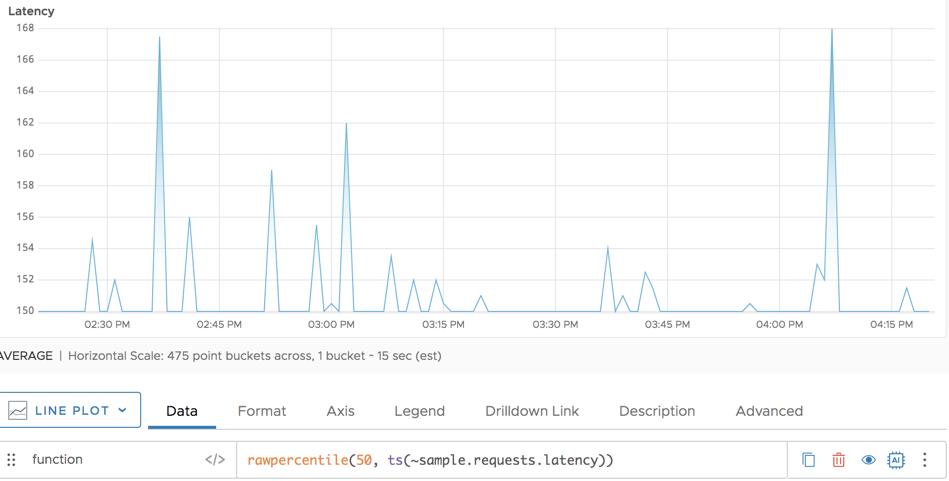 Latency
168
166
164
162
160
158
156
154
152
150
02:30 PM 02:45 PM 03:00 PM 03:15 PM 03:30 PM 03:45 PM 04:00 PM 04:15 PM
AVERAGE | Horizontal Scale: 475 point buckets across, 1 bucket ~ 15 sec (est)
LINE PLOT Data Format Axis Legend Drilldown Link Description Advanced
function </> rawpercentile(50, ts(~sample.requests.latency)) AI